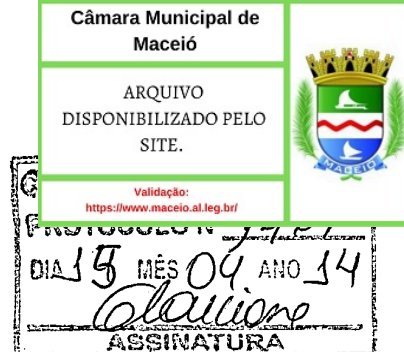 Câmara Municipal de
Maceió
ARQUIVO
DISPONIBILIZADO PELO
SITE.
Validação:
https://www.maceio.al.leg.br/
MACEIÓ
PROTOCOLO N
DIA 15 MÊS 04 ANO 14
ASSINATURA